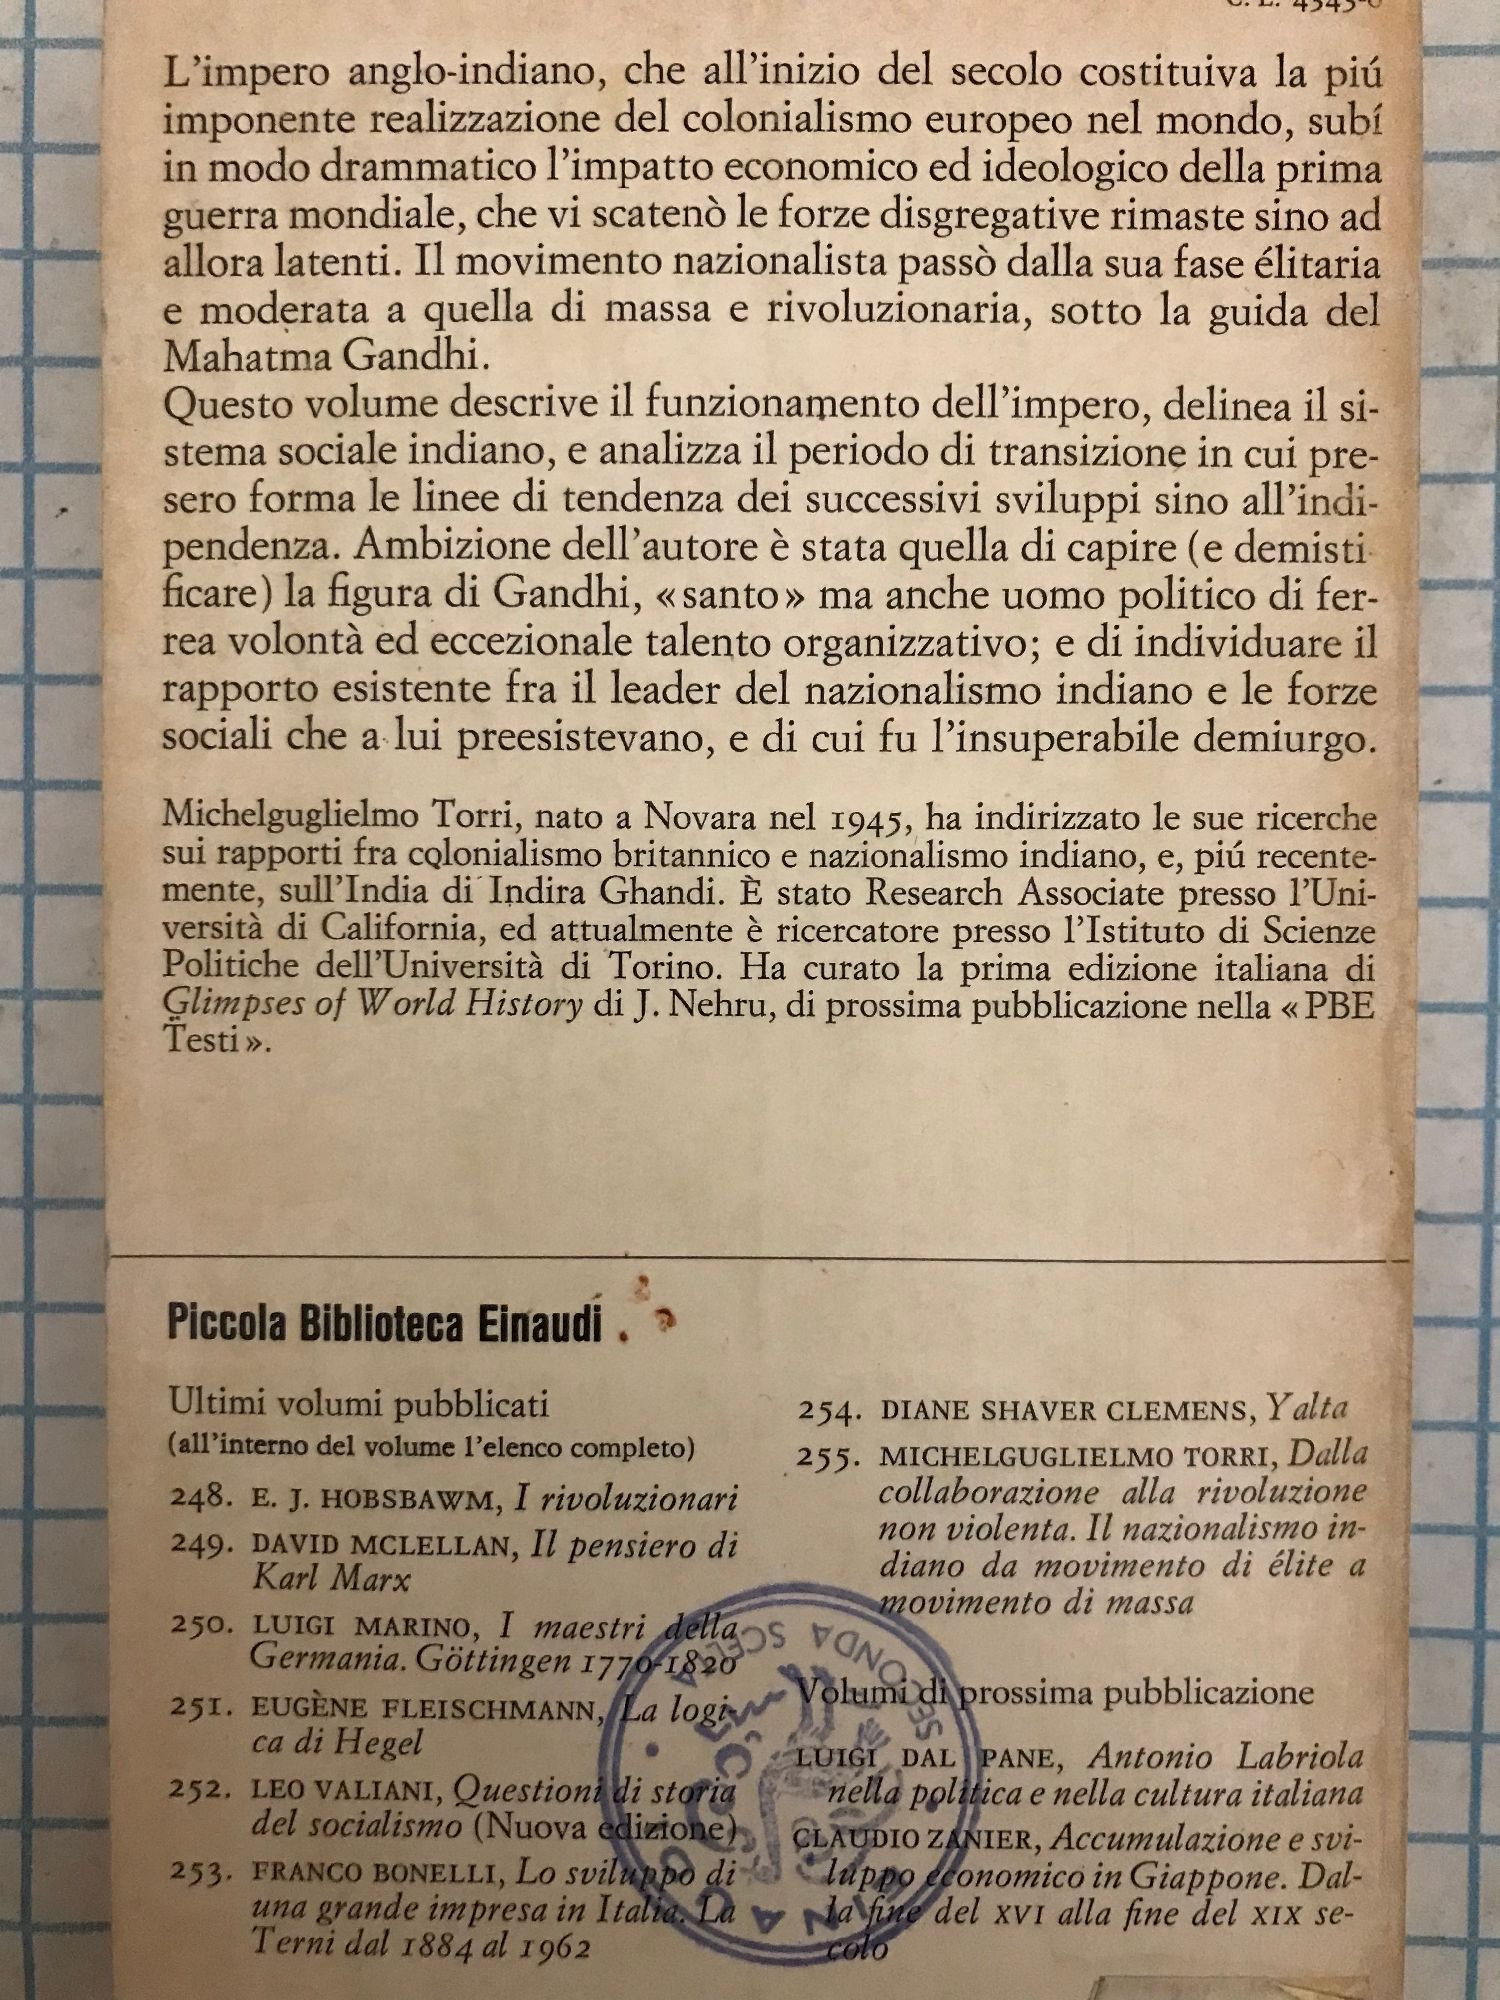 C. L. 4545-6
L’impero anglo-indiano, che all’inizio del secolo costituiva la piú
imponente realizzazione del colonialismo europeo nel mondo, subí
in modo drammatico l’impatto economico ed ideologico della prima
guerra mondiale, che vi scatenò le forze disgregative rimaste sino ad
allora latenti. Il movimento nazionalista passò dalla sua fase élitaria
e moderata a quella di massa e rivoluzionaria, sotto la guida del
Mahatma Gandhi.
Questo volume descrive il funzionamento dell’impero, delinea il si-
stema sociale indiano, e analizza il periodo di transizione in cui pre-
sero forma le linee di tendenza dei successivi sviluppi sino all’indi-
pendenza. Ambizione dell’autore è stata quella di capire (e demisti-
ficare) la figura di Gandhi, «santo» ma anche uomo politico di fer-
rea volontà ed eccezionale talento organizzativo; e di individuare il
rapporto esistente fra il leader del nazionalismo indiano e le forze
sociali che a lui preesistevano, e di cui fu l’insuperabile demiurgo.
Michelguglielmo Torri, nato a Novara nel 1945, ha indirizzato le sue ricerche
sui rapporti fra colonialismo britannico e nazionalismo indiano, e, piú recente-
mente, sull’India di Indira Ghandi. È stato Research Associate presso l’Uni-
versità di California, ed attualmente è ricercatore presso l’Istituto di Scienze
Politiche dell’Università di Torino. Ha curato la prima edizione italiana di
Glimpses of World History di J. Nehru, di prossima pubblicazione nella «PBE
Testi».
Piccola Biblioteca Einaudi
Ultimi volumi pubblicati
(all’interno del volume l’elenco completo)
248. E. J. HOBSBAWM, I rivoluzionari
249. DAVID MCLELLAN, Il pensiero di
Karl Marx
250. LUIGI MARINO, I maestri della
Germania. Göttingen 1770-1820
251. EUGÈNE FLEISCHMANN, La logi-
ca di Hegel
252. LEO VALIANI, Questioni di storia
del socialismo (Nuova edizione)
253. FRANCO BONELLI, Lo sviluppo di
una grande impresa in Italia. La
Terni dal 1884 al 1962
254. DIANE SHAVER CLEMENS, Yalta
255. MICHELGUGLIELMO TORRI, Dalla
collaborazione alla rivoluzione
non violenta. Il nazionalismo in-
diano da movimento di élite a
movimento di massa
Volumi di prossima pubblicazione
LUIGI DAL PANE, Antonio Labriola
nella politica e nella cultura italiana
CLAUDIO ZANIER, Accumulazione e svi-
luppo economico in Giappone. Dal-
la fine del XVI alla fine del XIX se-
colo
SECONDA SCELTA